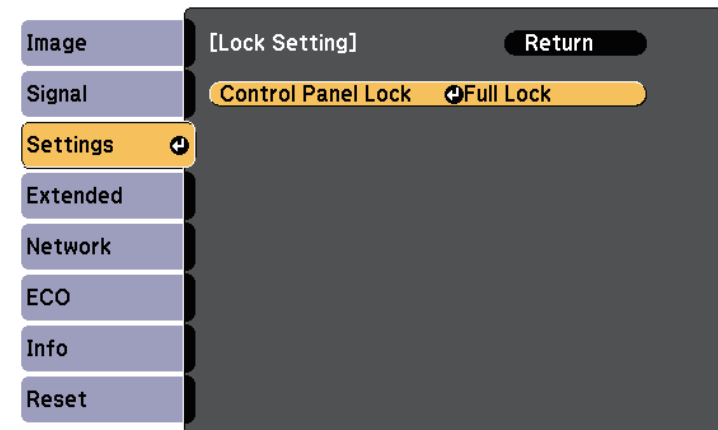 Image
Signal
Settings
Extended
Network
ECO
Info
Reset
[Lock Setting] Return
Control Panel Lock Full Lock